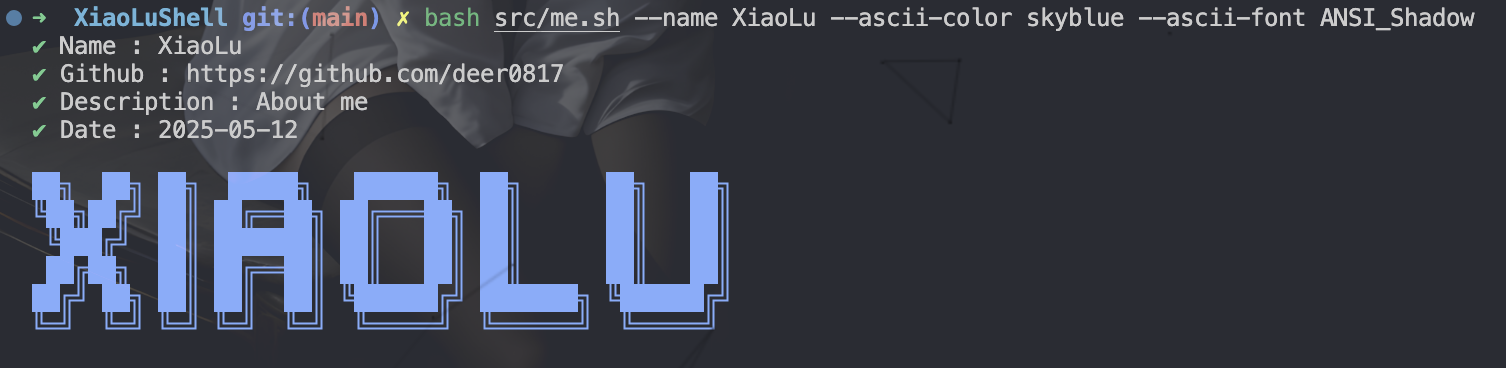 ➜ XiaoLuShell git:(main) ✗ bash src/me.sh --name XiaoLu --ascii-color skyblue --ascii-font ANSI_Shadow
✔ Name : XiaoLu
✔ Github : https://github.com/deer0817
✔ Description : About me
✔ Date : 2025-05-12
XIAOLU